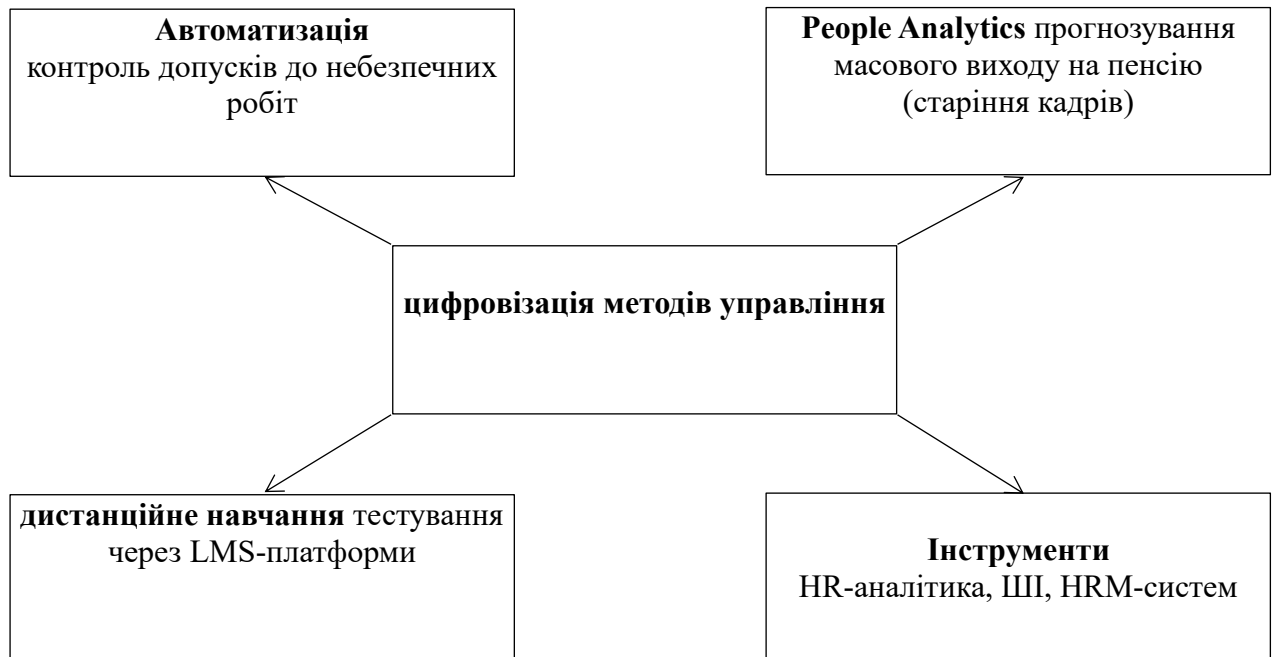 Автоматизація
контроль допусків до небезпечних
робіт
People Analytics прогнозування
масового виходу на пенсію
(старіння кадрів)
цифровізація методів управління
дистанційне навчання тестування
через LMS-платформи
Інструменти
HR-аналітика, ШІ, HRM-систем